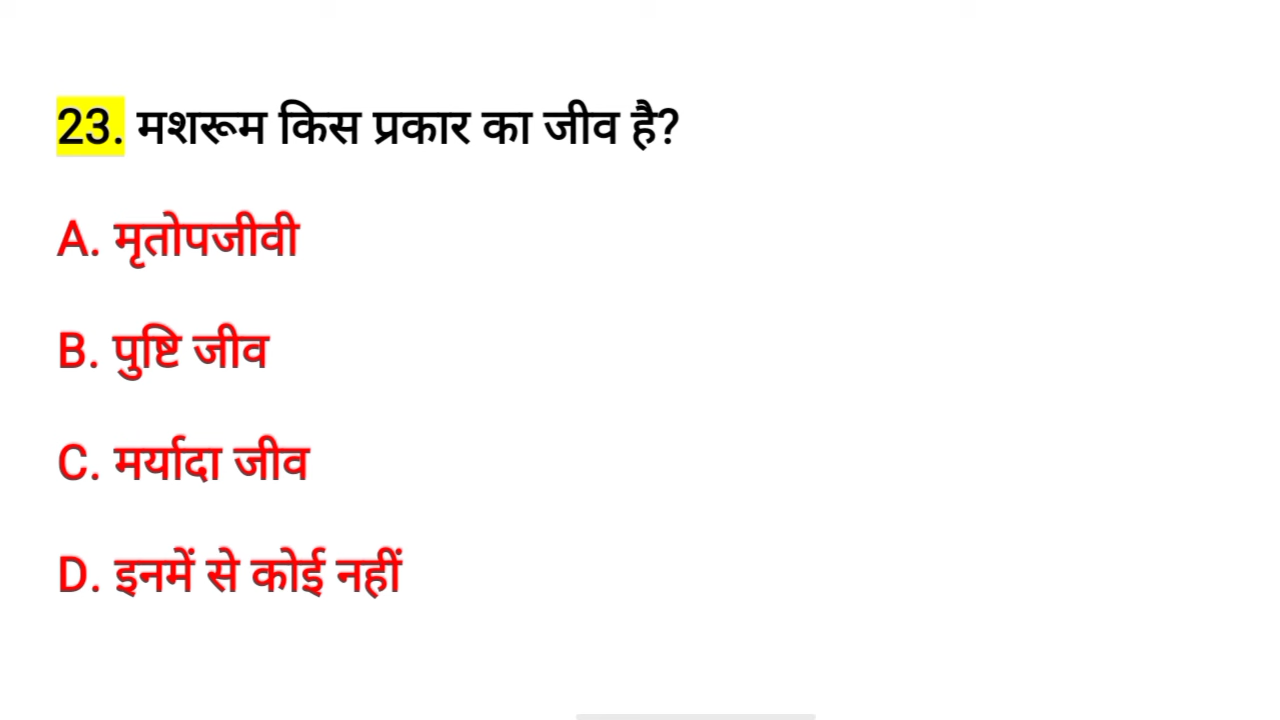 23. मशरूम किस प्रकार का जीव है?
A. मृतोपजीवी
B. पुष्टि जीव
C. मर्यादा जीव
D. इनमें से कोई नहीं